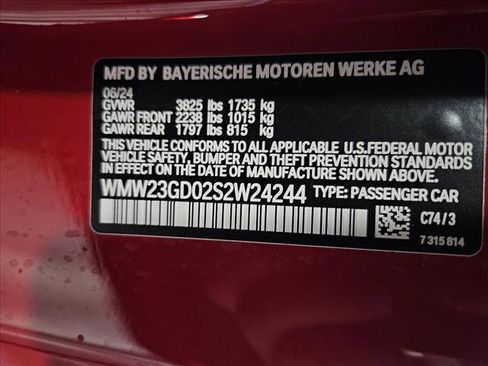 MFD BY BAYERISCHE MOTOREN WERKE AG
06/24
GVWR 3825 lbs 1735 kg
GAWR FRONT 2238 lbs 1015 kg
GAWR REAR 1797 lbs 815 kg
THIS VEHICLE CONFORMS TO ALL APPLICABLE U.S.FEDERAL MOTOR
VEHICLE SAFETY, BUMPER AND THEFT PREVENTION STANDARDS
IN EFFECT ON THE DATE OF MANUFACTURE SHOWN ABOVE.
WMW23GD02S2W24244 TYPE: PASSENGER CAR
C74/3
7 315 814